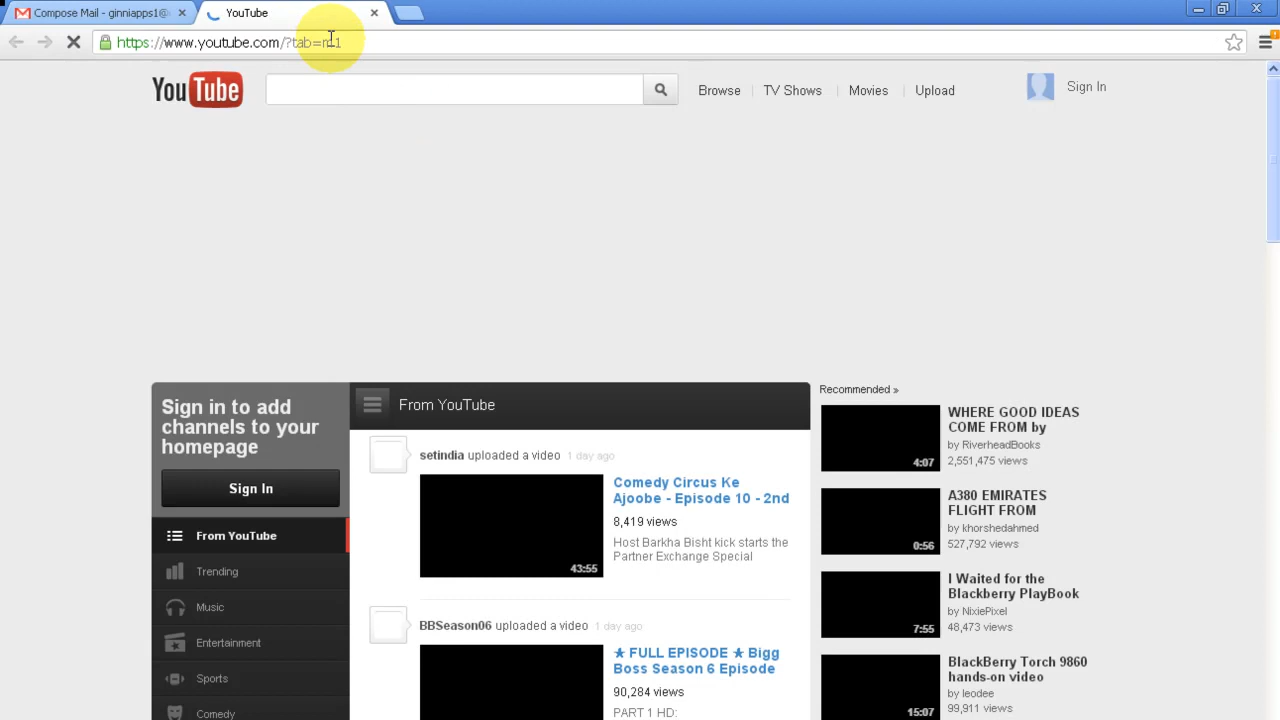 Compose Mail - ginniapps1@
YouTube
https://www.youtube.com/?tab=m1
YouTube
Browse
TV Shows
Movies
Upload
Sign In
Sign in to add
channels to your
homepage
Sign In
From YouTube
Trending
Music
Entertainment
Sports
Comedy
From YouTube
setindia uploaded a video 1 day ago
43:55
Comedy Circus Ke
Ajoobe - Episode 10 - 2nd
8,419 views
Host Barkha Bisht kick starts the
Partner Exchange Special
BBSeason06 uploaded a video 1 day ago
★ FULL EPISODE ★ Bigg
Boss Season 6 Episode
90,284 views
PART 1 HD:
Recommended »
4:07
WHERE GOOD IDEAS
COME FROM by
by RiverheadBooks
2,551,475 views
0:56
A380 EMIRATES
FLIGHT FROM
by khorshedahmed
527,792 views
7:55
I Waited for the
Blackberry PlayBook
by NixiePixel
48,473 views
15:07
BlackBerry Torch 9860
hands-on video
by leodee
99,911 views